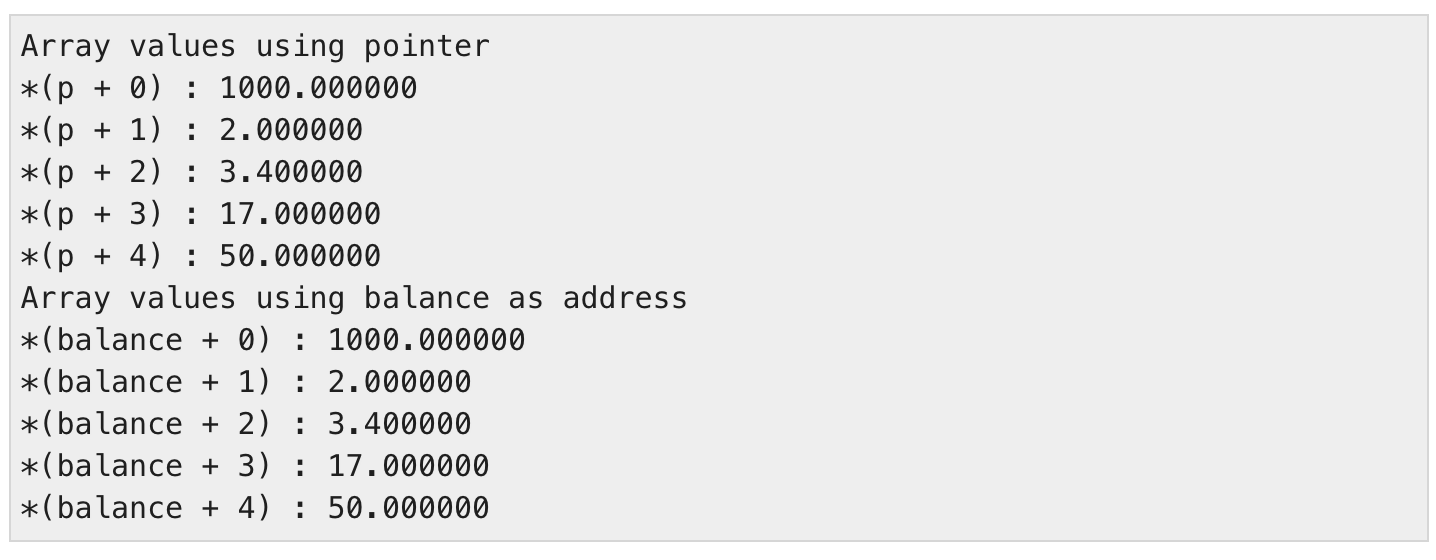 Array values using pointer
*(p + 0) : 1000.000000
*(p + 1) : 2.000000
*(p + 2) : 3.400000
*(p + 3) : 17.000000
*(p + 4) : 50.000000
Array values using balance as address
*(balance + 0) : 1000.000000
*(balance + 1) : 2.000000
*(balance + 2) : 3.400000
*(balance + 3) : 17.000000
*(balance + 4) : 50.000000